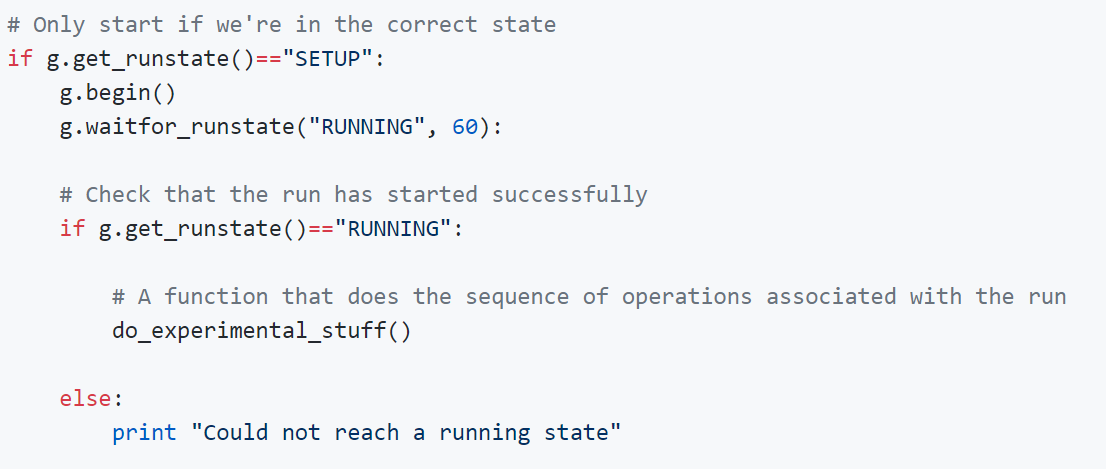 # Only start if we're in the correct state
if g.get_runstate()=="SETUP":
    g.begin()
    g.waitfor_runstate("RUNNING", 60):
    # Check that the run has started successfully
    if g.get_runstate()=="RUNNING":
        # A function that does the sequence of operations associated with the run
        do_experimental_stuff()
    else:
        print "Could not reach a running state"